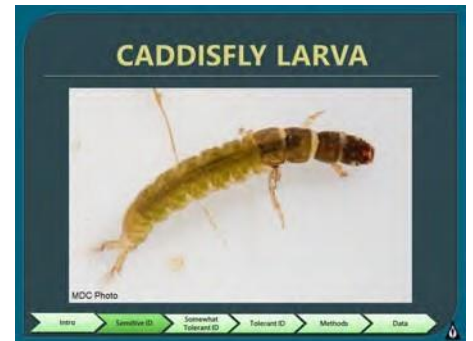 CADDISFLY LARVA
MDC Photo
Intro
Sensitive ID
Somewhat
Tolerant ID
Tolerant ID
Methods
Data